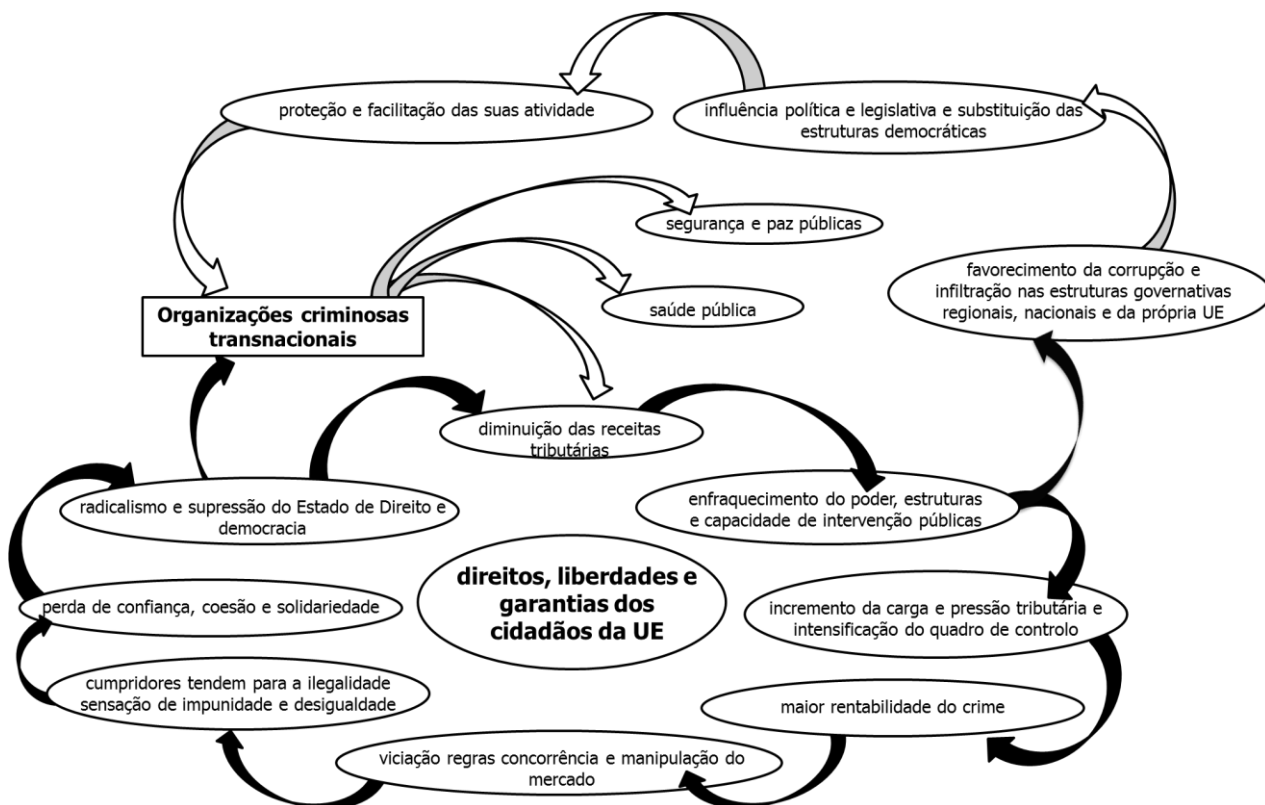 proteção e facilitação das suas atividade
influência política e legislativa e substituição das
estruturas democráticas
segurança e paz públicas
favorecimento da corrupção e
infiltração nas estruturas governativas
regionais, nacionais e da própria UE
saúde pública
Organizações criminosas
transnacionais
diminuição das receitas
tributárias
radicalismo e supressão do Estado de Direito e
democracia
enfraquecimento do poder, estruturas
e capacidade de intervenção públicas
direitos, liberdades e
garantias dos
cidadãos da UE
perda de confiança, coesão e solidariedade
incremento da carga e pressão tributária e
intensificação do quadro de controlo
cumpridores tendem para a ilegalidade
sensação de impunidade e desigualdade
maior rentabilidade do crime
viciação regras concorrência e manipulação do
mercado